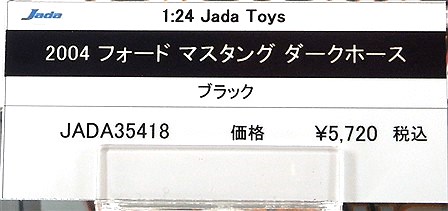 Jada 1:24 Jada Toys
2004 フォード マスタング ダークホース
ブラック
JADA35418 価格 ¥5,720 税込